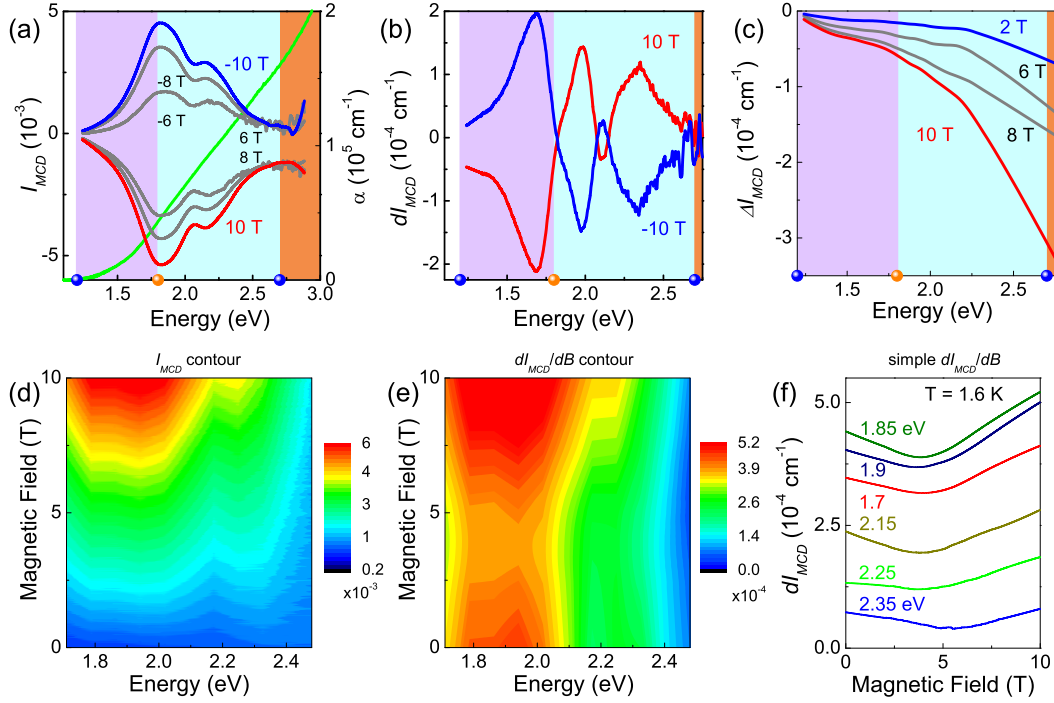 (a)
5
0
-5
I_MCD (10⁻³)
-10 T
-8 T
-6 T
6 T
8 T
10 T
2
1
0
α (10⁵ cm⁻¹)
1.5
2.0
2.5
3.0
Energy (eV)
(b)
2
1
0
-1
-2
dI_MCD (10⁻⁴ cm⁻¹)
10 T
-10 T
1.5
2.0
2.5
Energy (eV)
(c)
0
-1
-2
-3
ΔI_MCD (10⁻⁴ cm⁻¹)
2 T
6 T
8 T
10 T
1.5
2.0
2.5
Energy (eV)
(d)
I_MCD contour
10
5
0
Magnetic Field (T)
1.8
2.0
2.2
2.4
Energy (eV)
6
4
3
1
0.2
x10⁻³
(e)
dI_MCD/dB contour
10
5
0
Magnetic Field (T)
1.8
2.0
2.2
2.4
Energy (eV)
5.2
3.9
2.6
1.4
0.0
x10⁻⁴
(f)
simple dI_MCD/dB
T = 1.6 K
5.0
2.5
0.0
dI_MCD (10⁻⁴ cm⁻¹)
1.85 eV
1.9
1.7
2.15
2.25
2.35 eV
0
5
10
Magnetic Field (T)